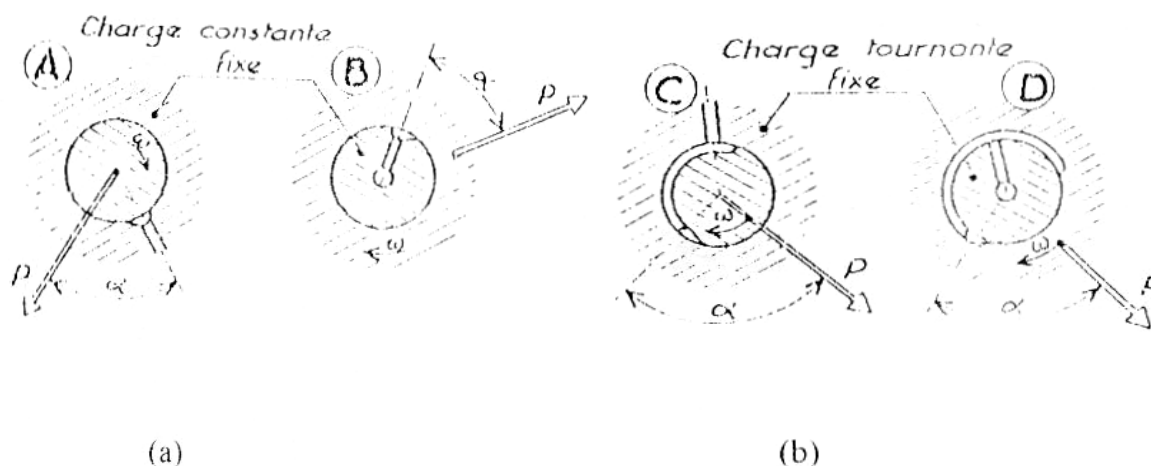 Charge constante
fixe
A
B
P
α
ω
P
Charge tournante
fixe
C
D
ω
P
α
ω
α
P
(a)
(b)